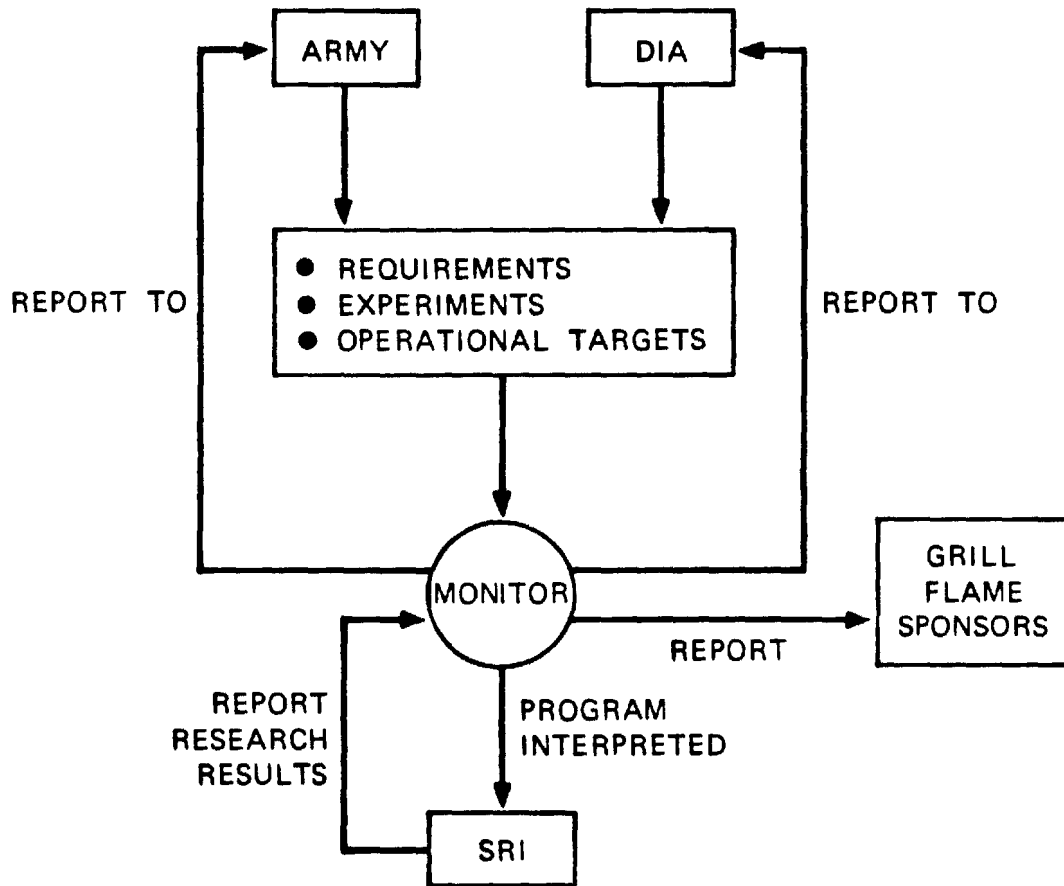 ARMY
DIA
● REQUIREMENTS
● EXPERIMENTS
● OPERATIONAL TARGETS
REPORT TO
REPORT TO
MONITOR
GRILL
FLAME
SPONSORS
REPORT
REPORT
RESEARCH
RESULTS
PROGRAM
INTERPRETED
SRI